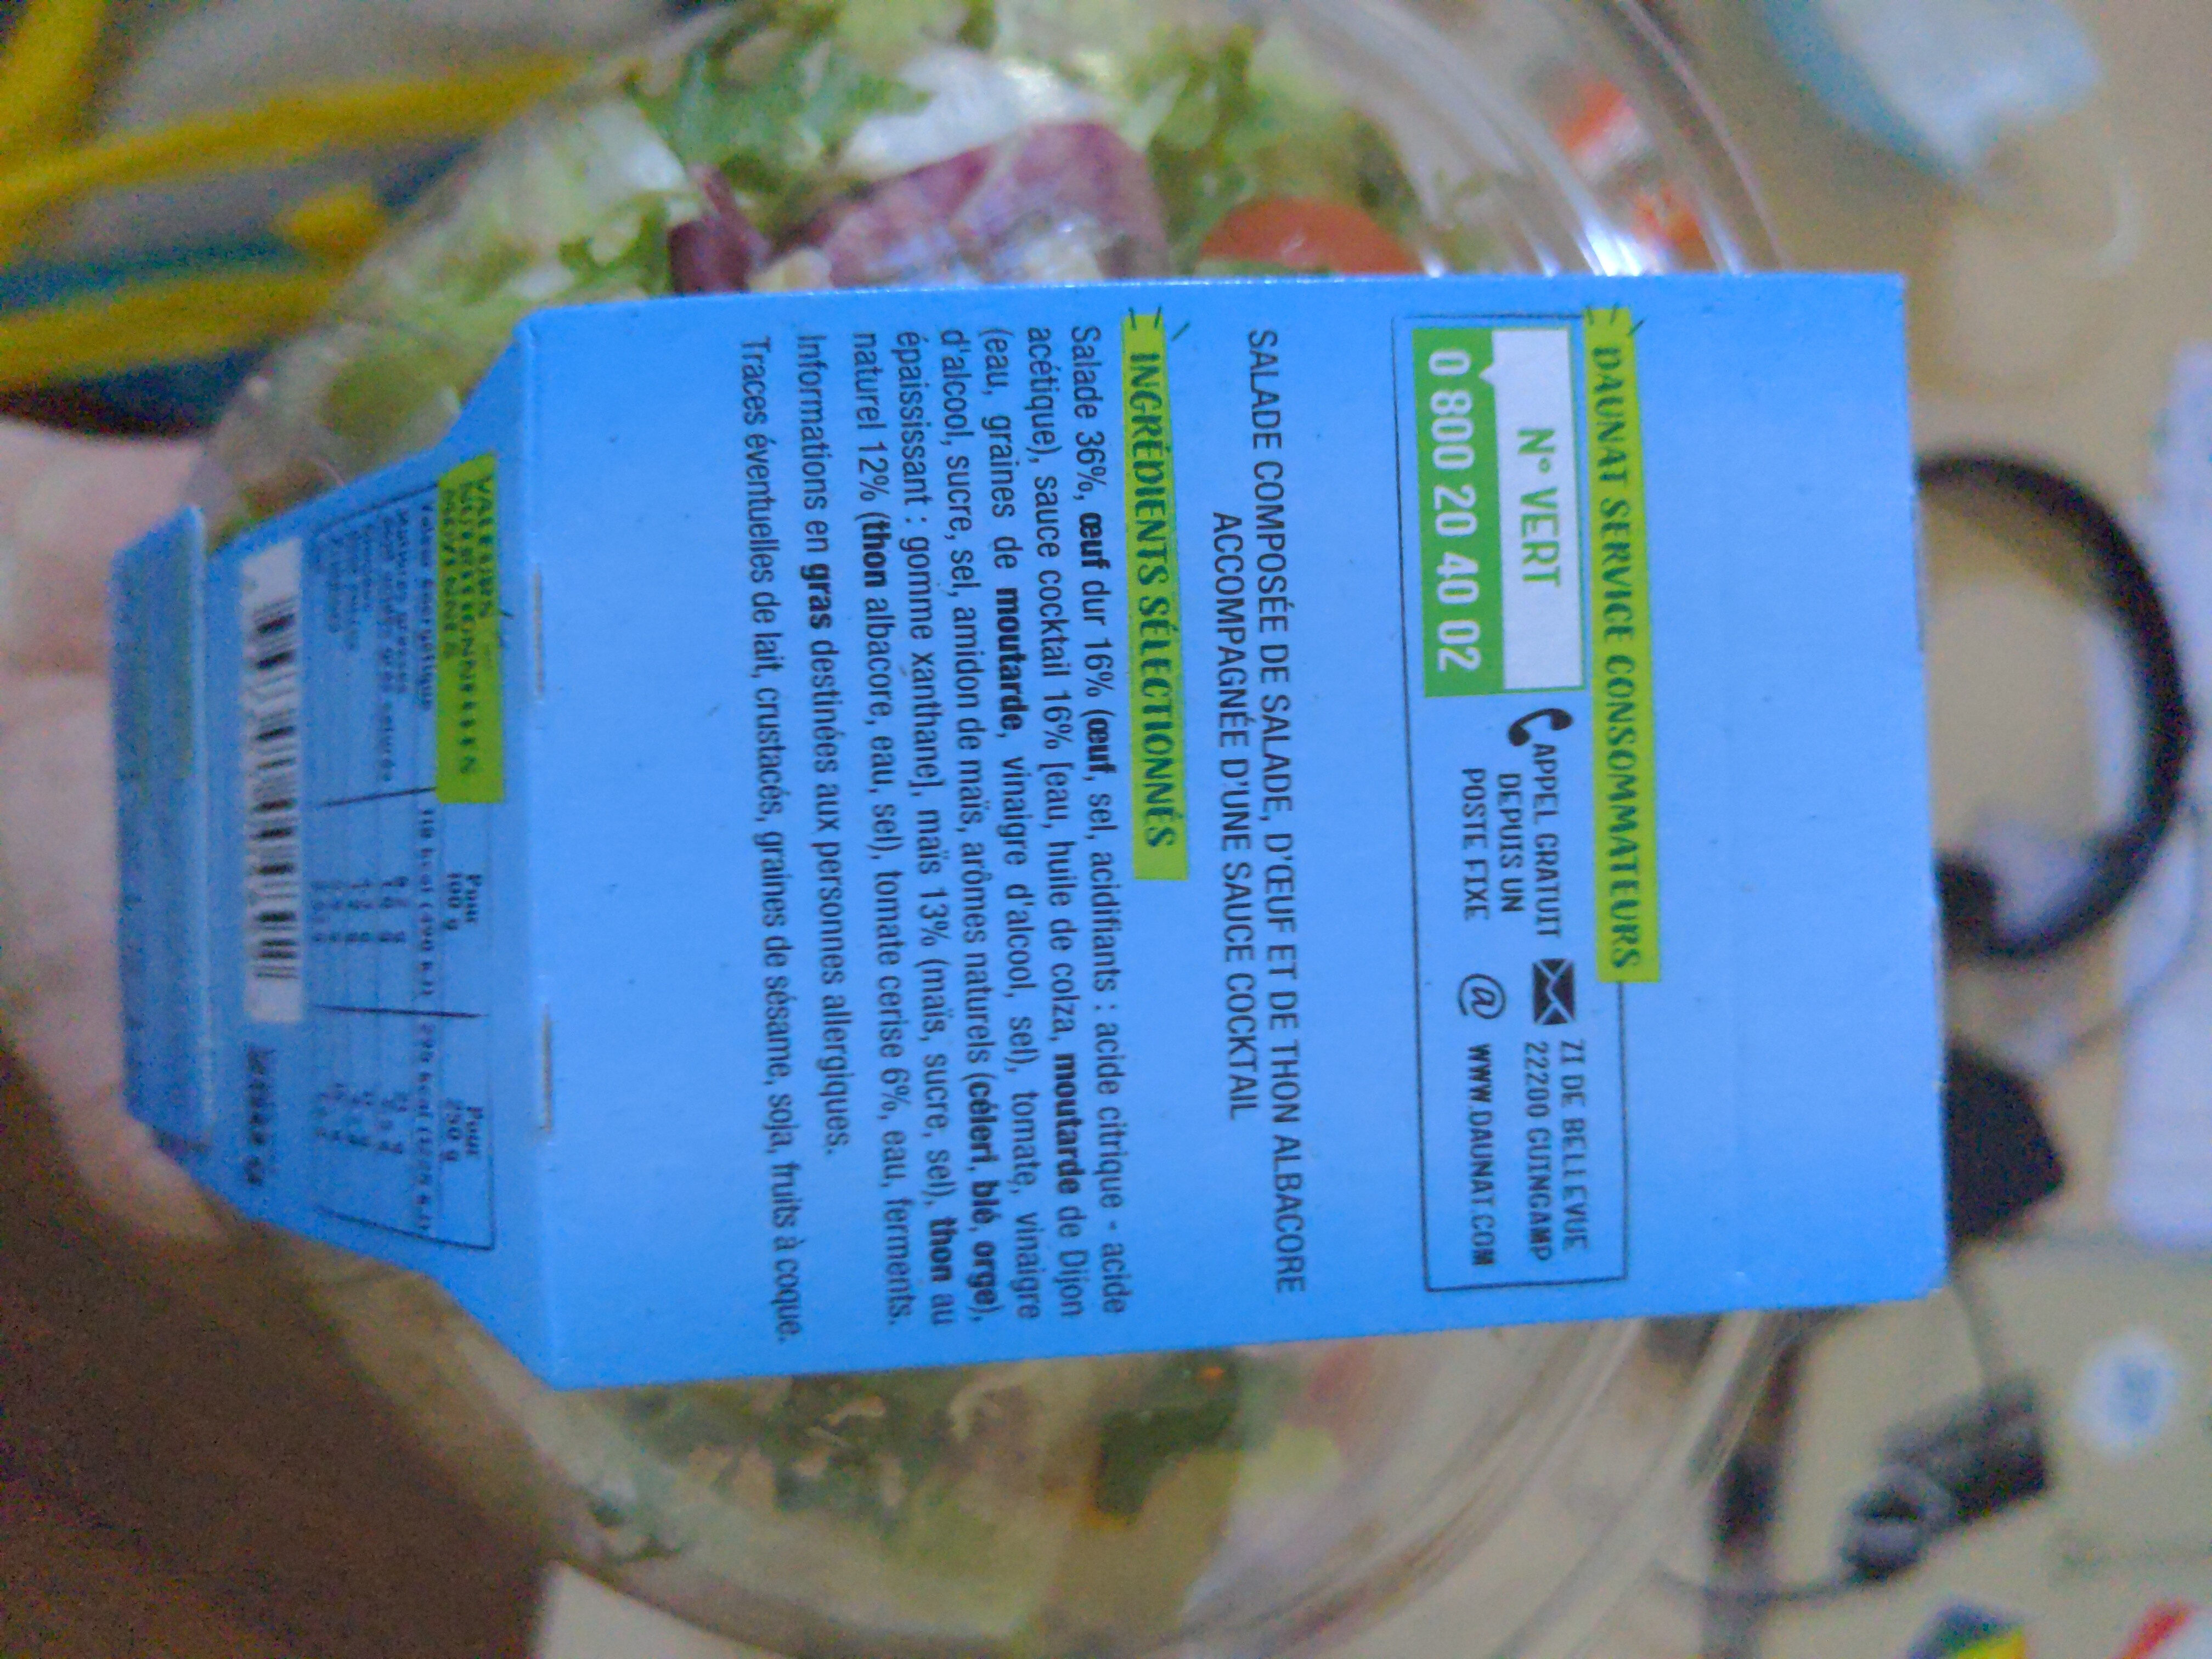 DAUNAT SERVICE CONSOMMATEURS
N° VERT
0 800 20 40 02
APPEL GRATUIT
DEPUIS UN
POSTE FIXE
ZI DE BELLEVUE
22200 GUINGAMP
@ WWW.DAUNAT.COM
SALADE COMPOSÉE DE SALADE, D'ŒUF ET DE THON ALBACORE
ACCOMPAGNÉE D'UNE SAUCE COCKTAIL
INGRÉDIENTS SÉLECTIONNÉS
Salade 36%, œuf dur 16% (œuf, sel, acidifiants : acide citrique - acide
acétique), sauce cocktail 16% [eau, huile de colza, moutarde de Dijon
(eau, graines de moutarde, vinaigre d'alcool, sel), tomate, vinaigre
d'alcool, sucre, sel, amidon de maïs, arômes naturels (céleri, blé, orge),
épaississant : gomme xanthane], maïs 13% (maïs, sucre, sel), thon au
naturel 12% (thon albacore, eau, sel), tomate cerise 6%, eau, ferments.
Informations en gras destinées aux personnes allergiques.
Traces éventuelles de lait, crustacés, graines de sésame, soja, fruits à coque.
VALEURS
NUTRITIONNELLES
MOYENNES
Pour
100 g
Pour
250 g
Valeur énergétique